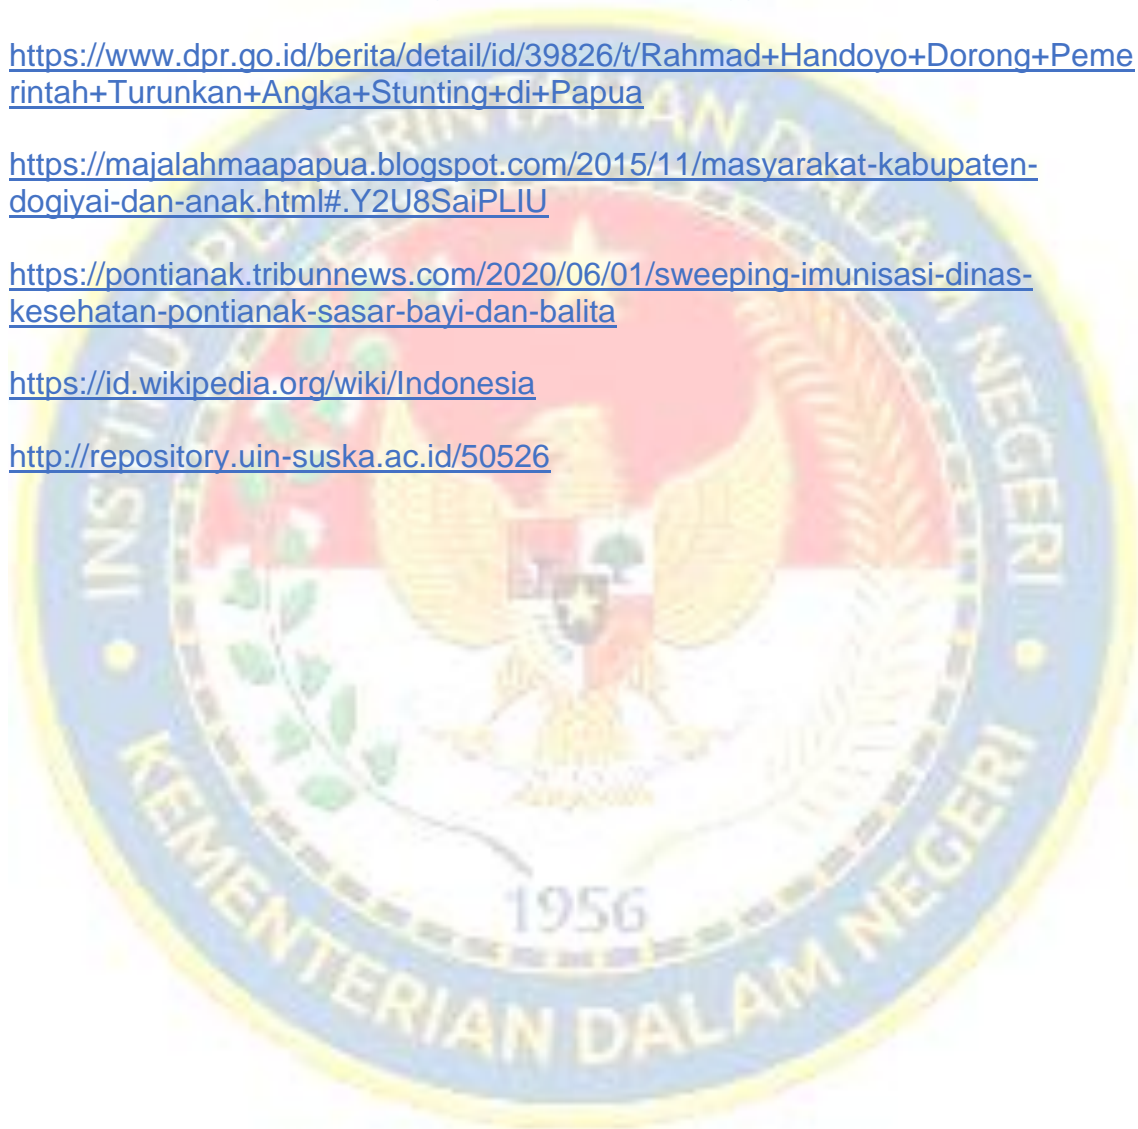 https://www.dpr.go.id/berita/detail/id/39826/t/Rahmad+Handoyo+Dorong+Peme
rintah+Turunkan+Angka+Stunting+di+Papua
https://majalahmaapapua.blogspot.com/2015/11/masyarakat-kabupaten-
dogiyai-dan-anak.html#.Y2U8SaiPLIU
https://pontianak.tribunnews.com/2020/06/01/sweeping-imunisasi-dinas-
kesehatan-pontianak-sasar-bayi-dan-balita
https://id.wikipedia.org/wiki/Indonesia
http://repository.uin-suska.ac.id/50526
INSTITUT PEMERINTAHAN DALAM NEGERI
1956
KEMENTERIAN DALAM NEGERI